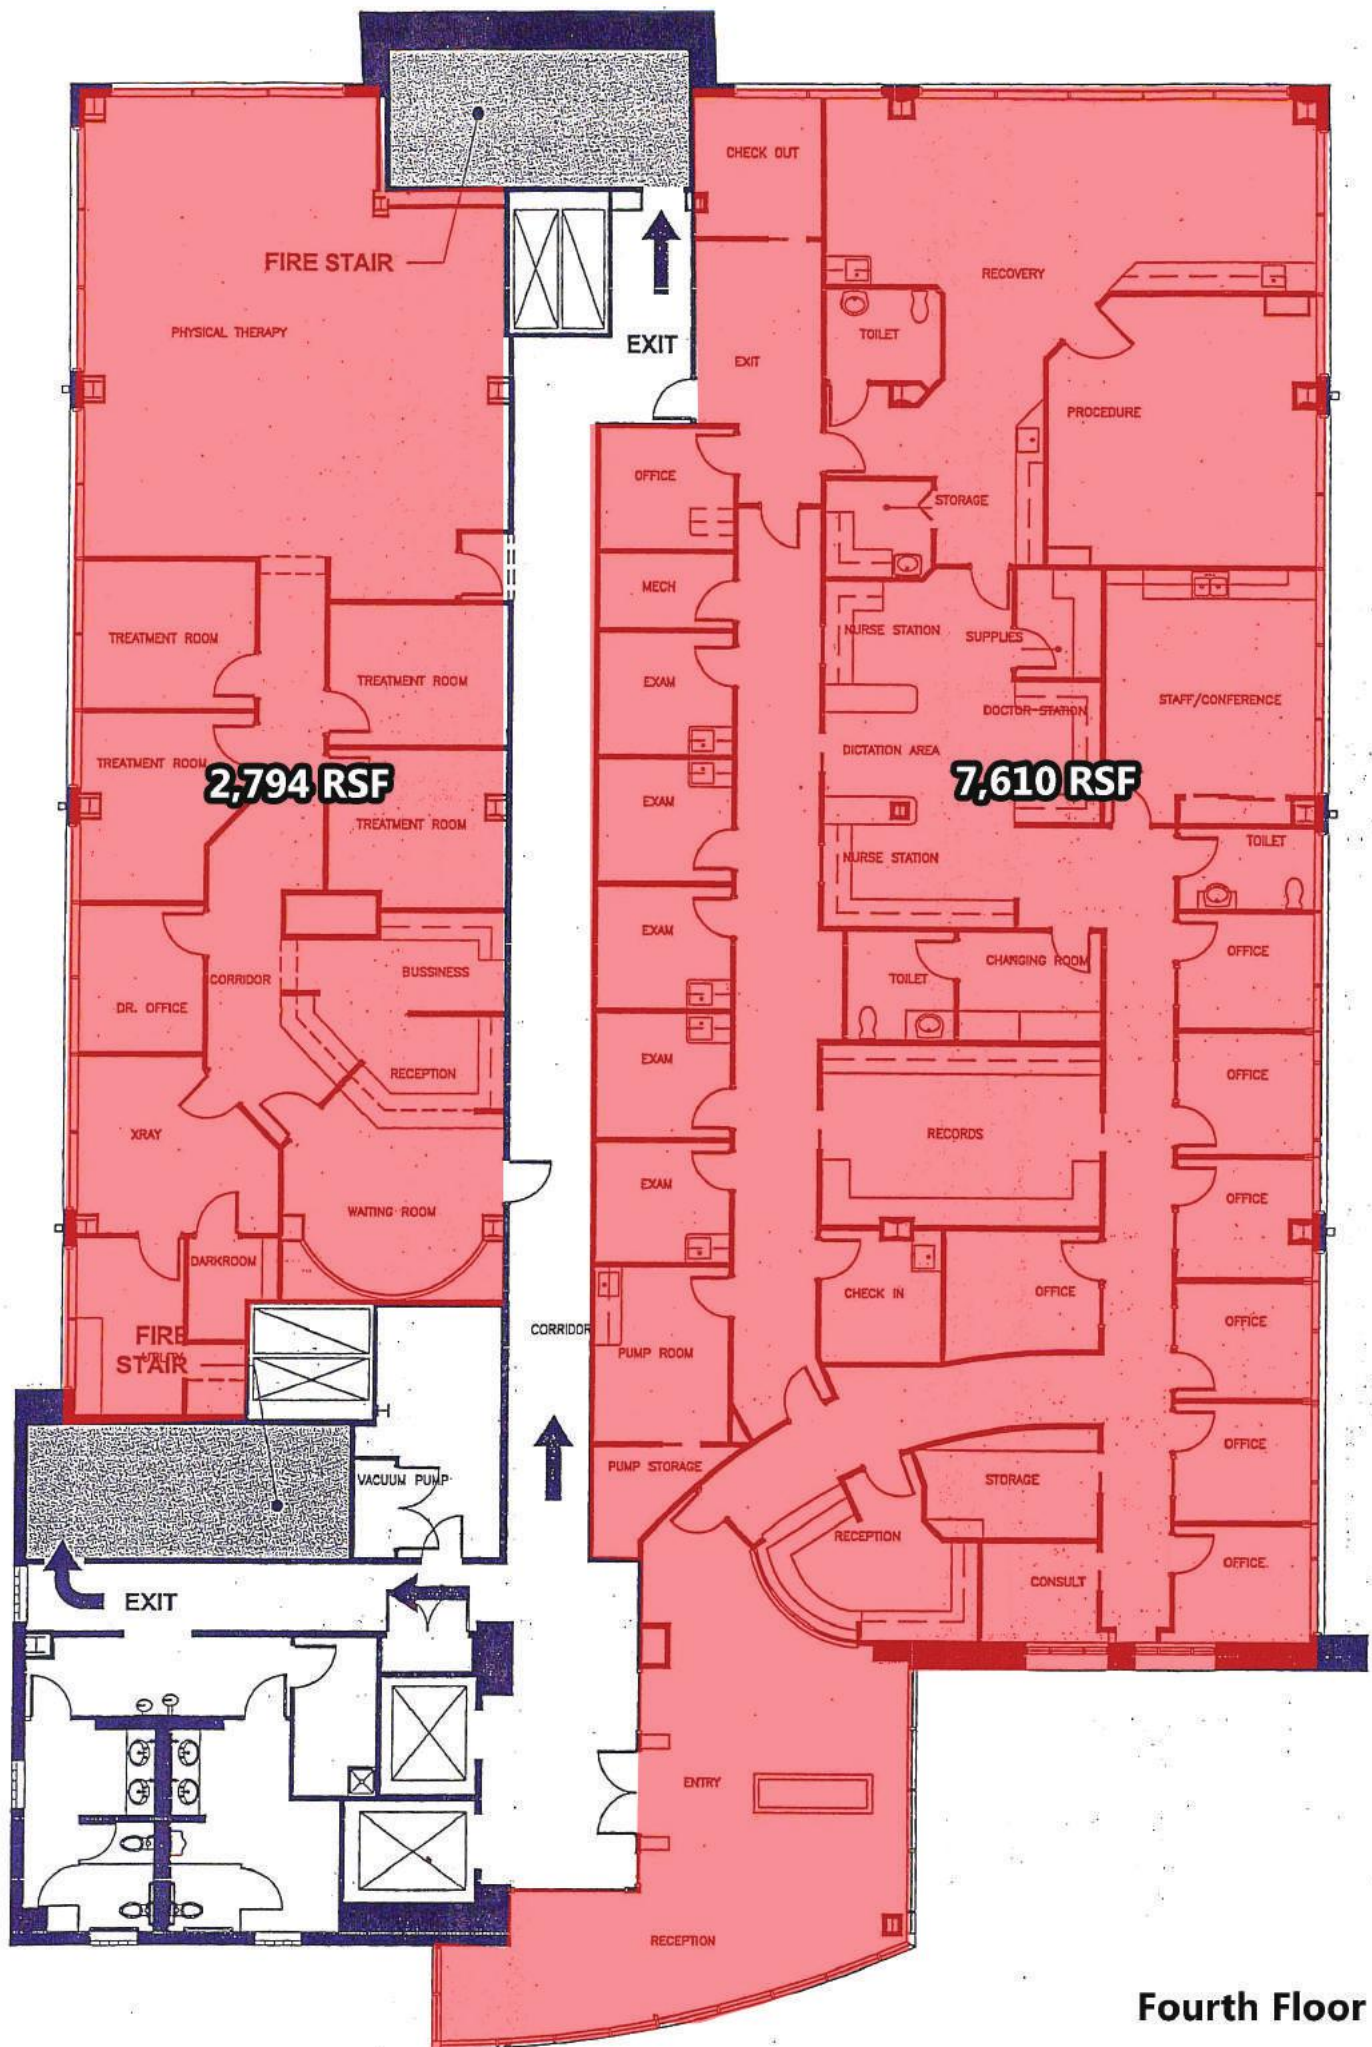 CHECK OUT
FIRE STAIR
RECOVERY
PHYSICAL THERAPY
TOILET
EXIT
EXIT
PROCEDURE
OFFICE
STORAGE
MECH
TREATMENT ROOM
NURSE STATION
SUPPLIES
TREATMENT ROOM
EXAM
STAFF/CONFERENCE
DOCTOR STATION
TREATMENT ROOM
DICTATION AREA
2,794 RSF
7,610 RSF
EXAM
TREATMENT ROOM
TOILET
NURSE STATION
EXAM
OFFICE
CHANGING ROOM
BUSSINESS
TOILET
CORRIDOR
DR. OFFICE
EXAM
RECEPTION
OFFICE
XRAY
RECORDS
EXAM
OFFICE
WAITING ROOM
DARKROOM
CHECK IN
OFFICE
OFFICE
CORRIDOR
FIRE
STAIR
UTILITY
PUMP ROOM
OFFICE
PUMP STORAGE
VACUUM PUMP
STORAGE
RECEPTION
OFFICE
CONSULT
EXIT
ENTRY
RECEPTION
Fourth Floor